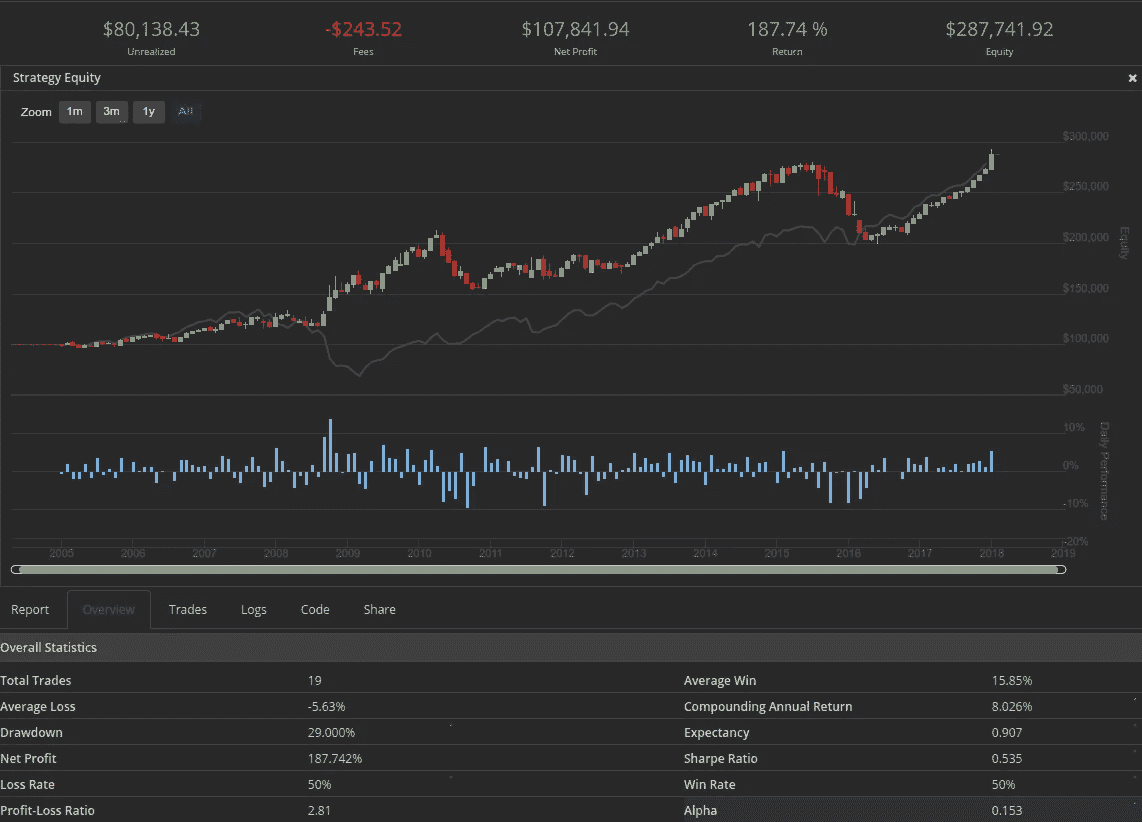 $80,138.43 -$243.52 $107,841.94 187.74 % $287,741.92
Unrealized Fees Net Profit Return Equity
Strategy Equity
Zoom 1m 3m 1y All
$300,000
$250,000
$200,000
Equity
$150,000
$100,000
$50,000
10%
0%
Daily Performance
-10%
-20%
2005 2006 2007 2008 2009 2010 2011 2012 2013 2014 2015 2016 2017 2018 2019
Report Overview Trades Logs Code Share
Overall Statistics
Total Trades 19 Average Win 15.85%
Average Loss -5.63% Compounding Annual Return 8.026%
Drawdown 29.000% Expectancy 0.907
Net Profit 187.742% Sharpe Ratio 0.535
Loss Rate 50% Win Rate 50%
Profit-Loss Ratio 2.81 Alpha 0.153